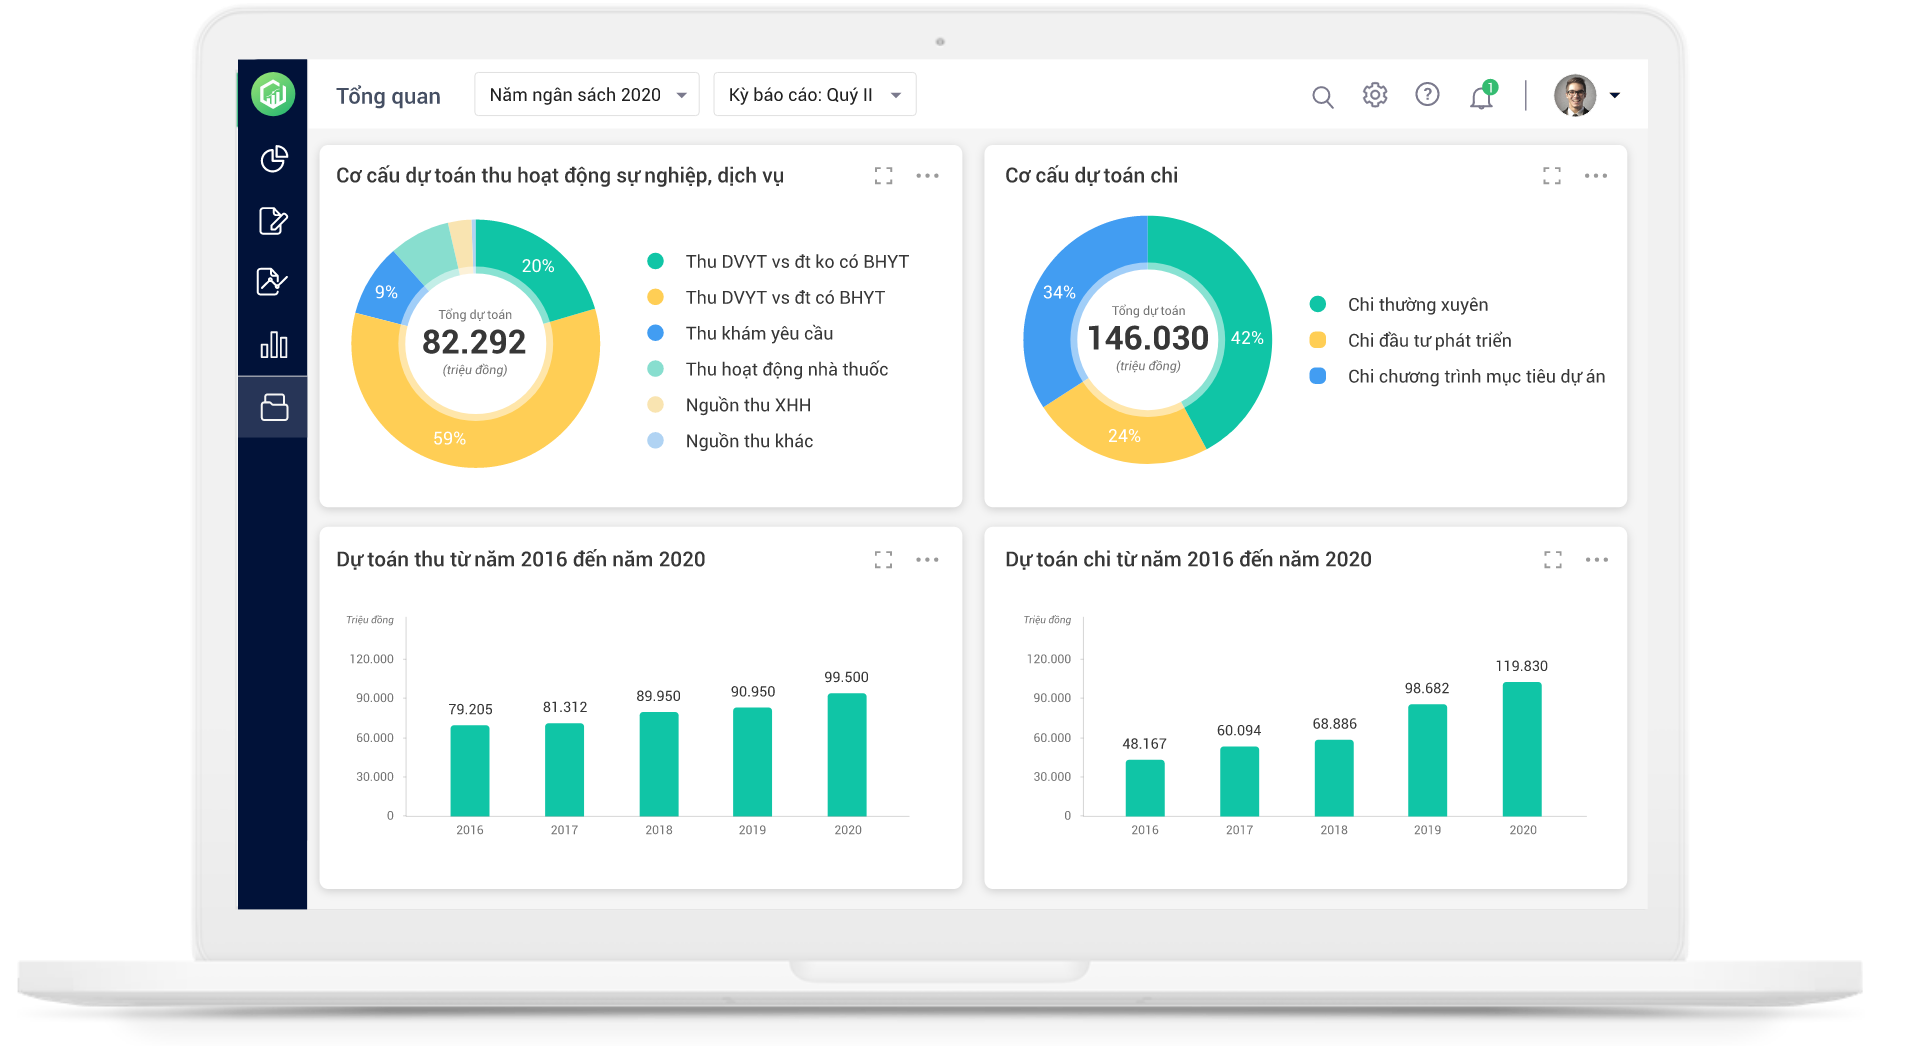 Tổng quan
Năm ngân sách 2020
Kỳ báo cáo: Quý II
1
Cơ cấu dự toán thu hoạt động sự nghiệp, dịch vụ
20%
9%
59%
Tổng dự toán
82.292
(triệu đồng)
Thu DVYT vs đt ko có BHYT
Thu DVYT vs đt có BHYT
Thu khám yêu cầu
Thu hoạt động nhà thuốc
Nguồn thu XHH
Nguồn thu khác
Cơ cấu dự toán chi
34%
42%
24%
Tổng dự toán
146.030
(triệu đồng)
Chi thường xuyên
Chi đầu tư phát triển
Chi chương trình mục tiêu dự án
Dự toán thu từ năm 2016 đến năm 2020
Triệu đồng
120.000
90.000
60.000
30.000
0
79.205
81.312
89.950
90.950
99.500
2016
2017
2018
2019
2020
Dự toán chi từ năm 2016 đến năm 2020
Triệu đồng
120.000
90.000
60.000
30.000
0
48.167
60.094
68.886
98.682
119.830
2016
2017
2018
2019
2020